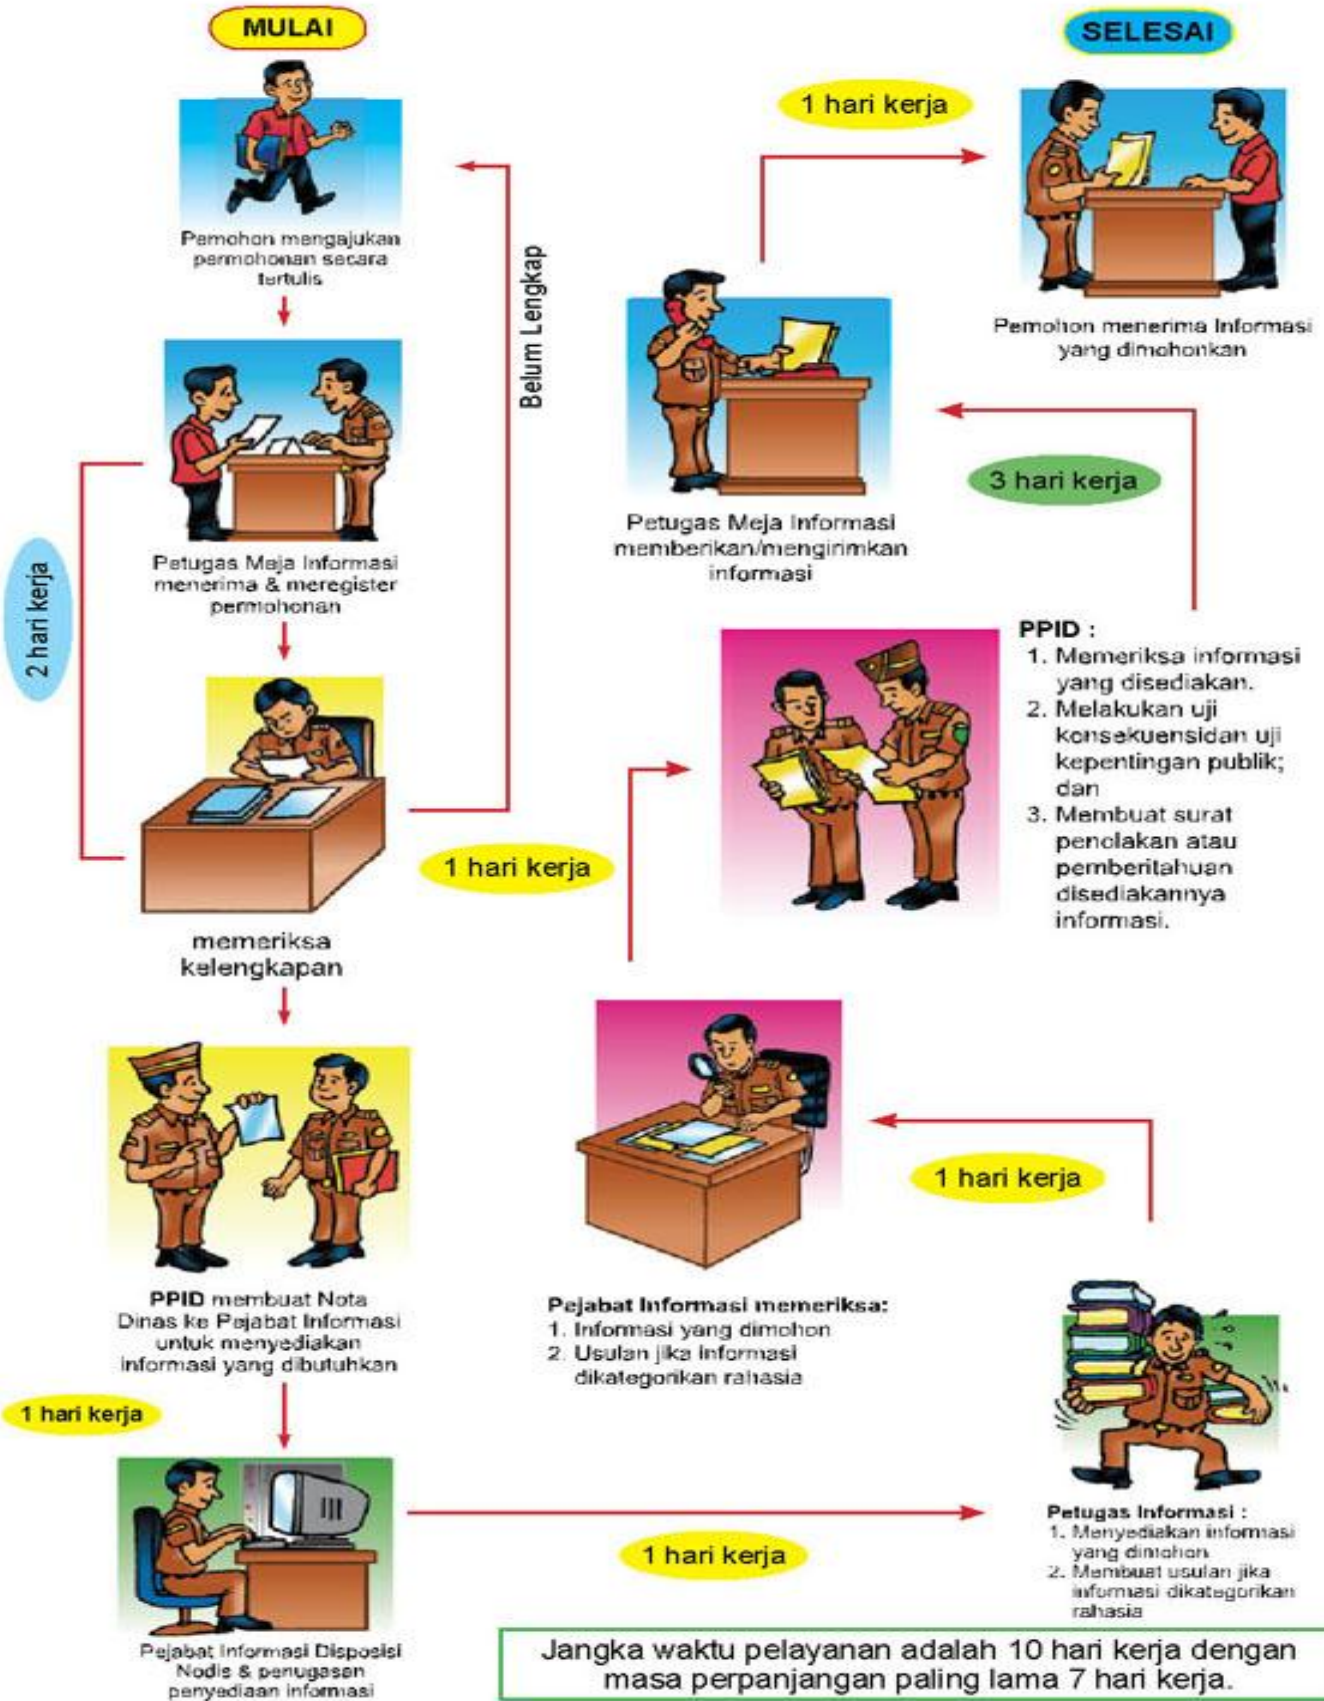 MULAI
Pemohon mengajukan
permohonan secara
tertulis
Petugas Meja Informasi
menerima & meregister
permohonan
2 hari kerja
Belum Lengkap
memeriksa
kelengkapan
PPID membuat Nota
Dinas ke Pejabat Informasi
untuk menyediakan
informasi yang dibutuhkan
1 hari kerja
Pejabat Informasi Disposisi
Nodis & penugasan
penyediaan informasi
1 hari kerja
Petugas Informasi :
1. Menyediakan informasi
yang dimohon
2. Membuat usulan jika
informasi dikategorikan
rahasia
1 hari kerja
Pejabat Informasi memeriksa:
1. Informasi yang dimohon
2. Usulan jika informasi
dikategorikan rahasia
1 hari kerja
PPID :
1. Memeriksa informasi
yang disediakan.
2. Melakukan uji
konsekuensidan uji
kepentingan publik;
dan
3. Membuat surat
penolakan atau
pemberitahuan
disediakannya
informasi.
3 hari kerja
Petugas Meja Informasi
memberikan/mengirimkan
informasi
1 hari kerja
SELESAI
Pemohon menerima Informasi
yang dimohonkan
Jangka waktu pelayanan adalah 10 hari kerja dengan
masa perpanjangan paling lama 7 hari kerja.